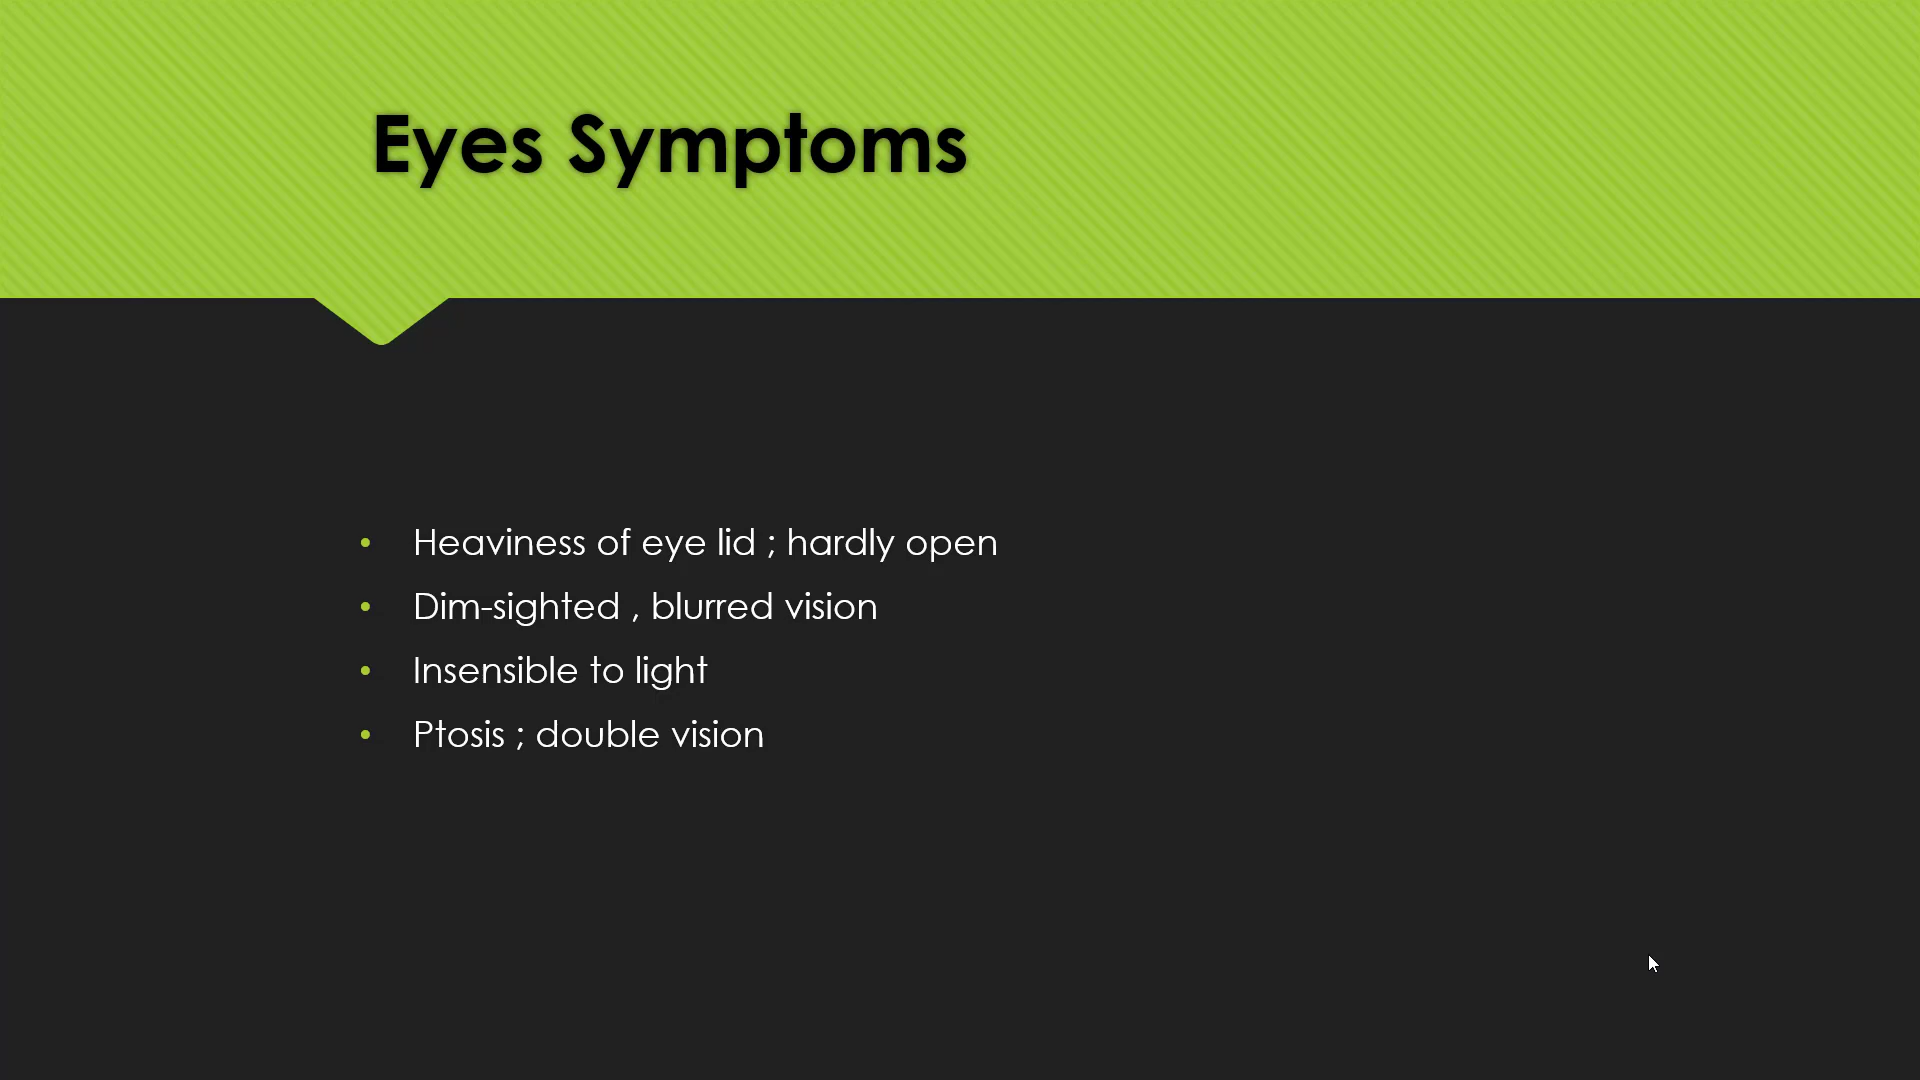 Eyes Symptoms
• Heaviness of eye lid ; hardly open
• Dim-sighted , blurred vision
• Insensible to light
• Ptosis ; double vision